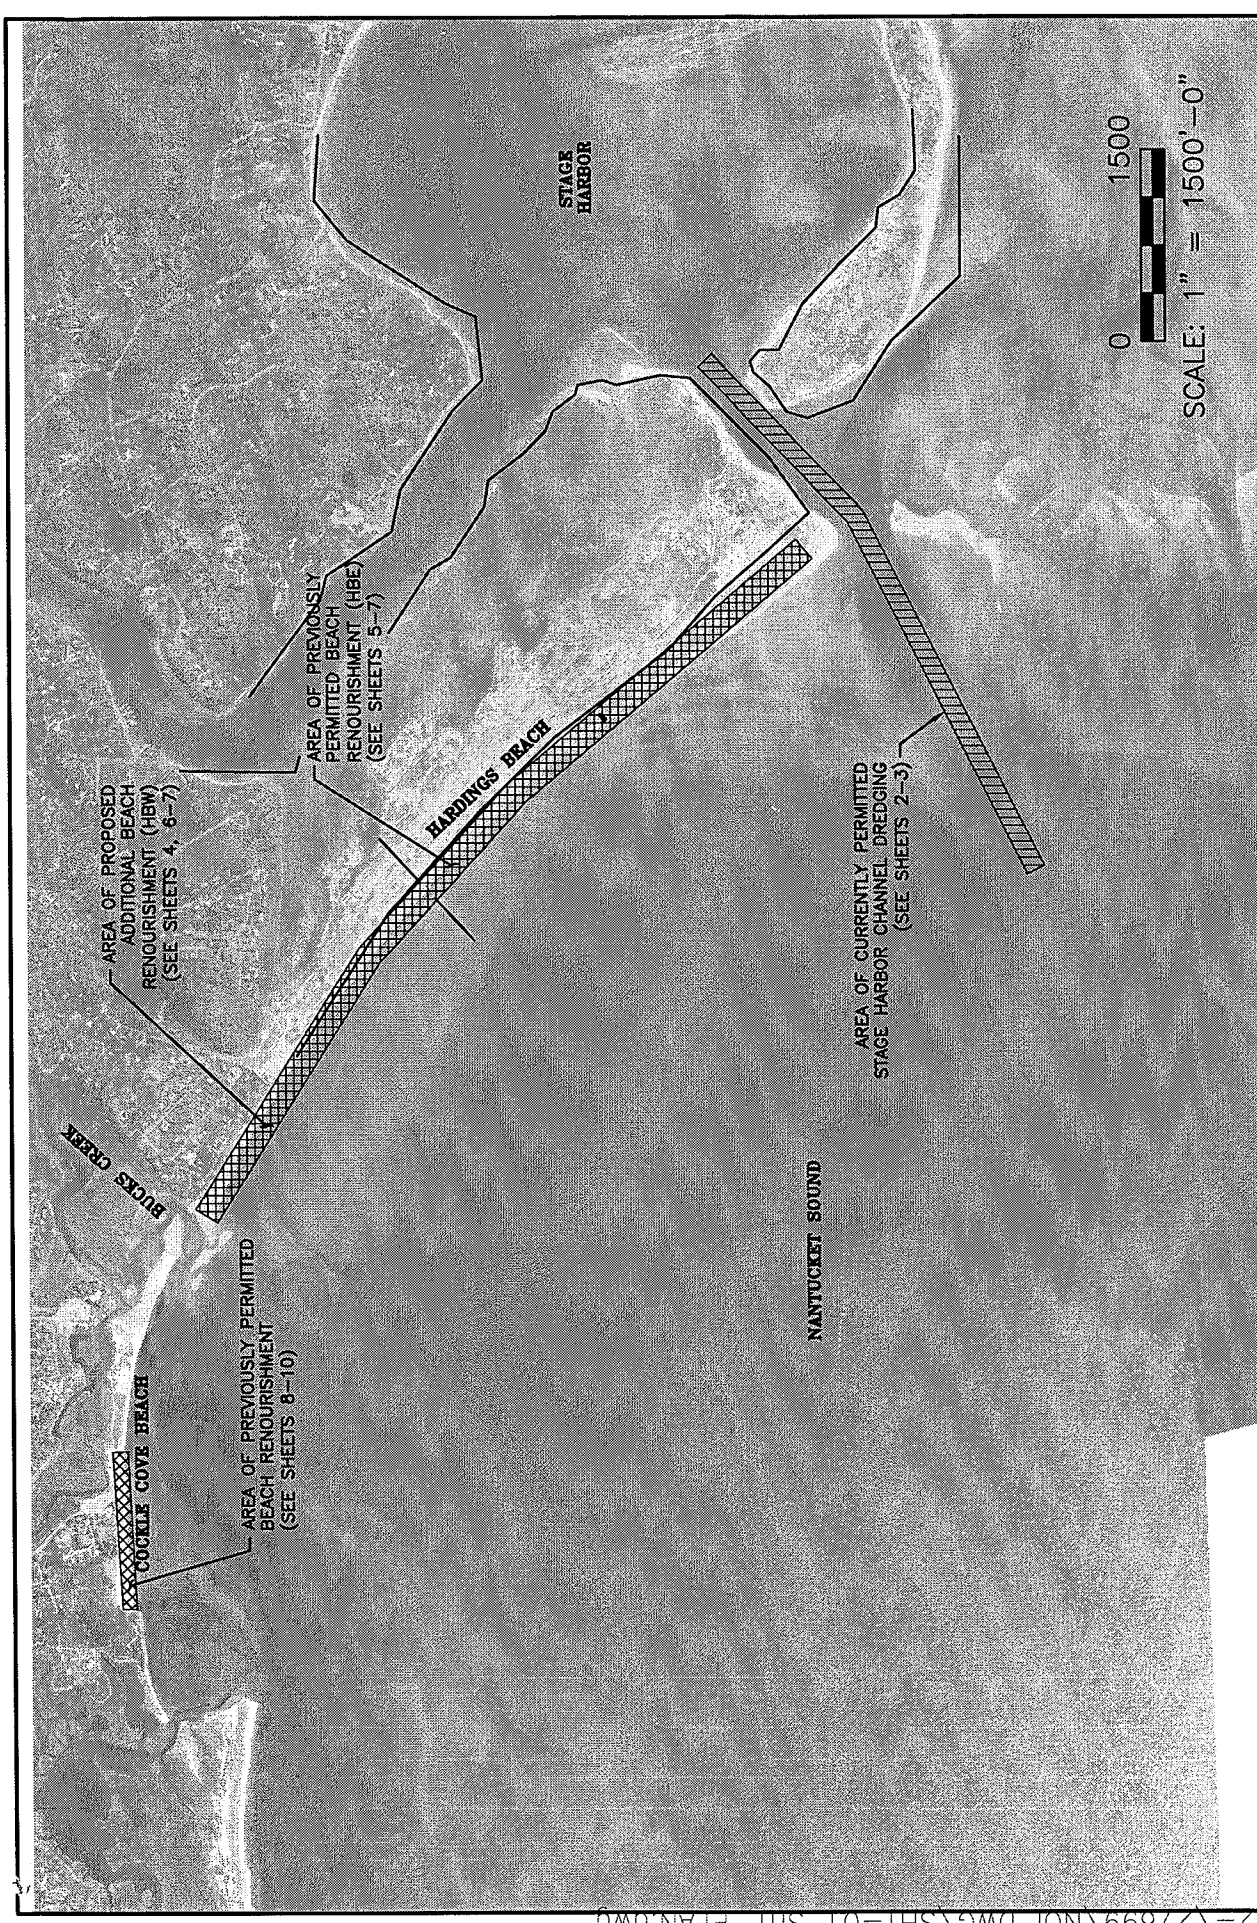 COCKLE COVE BEACH
AREA OF PREVIOUSLY PERMITTED
BEACH RENOURISHMENT
(SEE SHEETS 8-10)
BUCKS CREEK
AREA OF PROPOSED
ADDITIONAL BEACH
RENOURISHMENT (HBW)
(SEE SHEETS 4, 6-7)
AREA OF PREVIOUSLY
PERMITTED BEACH
RENOURISHMENT (HBE)
(SEE SHEETS 5-7)
HARDINGS BEACH
STAGE
HARBOR
AREA OF CURRENTLY PERMITTED
STAGE HARBOR CHANNEL DREDGING
(SEE SHEETS 2-3)
NANTUCKET SOUND
0 1500
SCALE: 1" = 1500'-0"